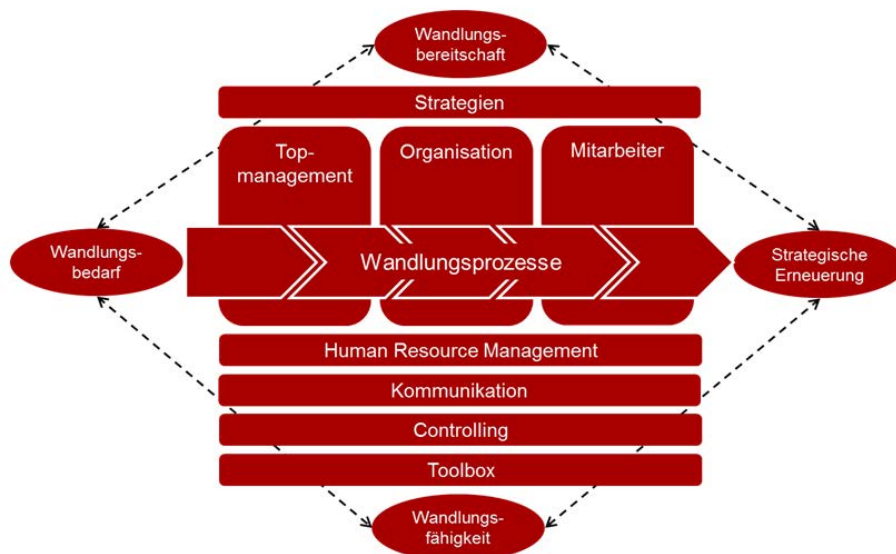 Wandlungs-
bereitschaft
Strategien
Top-
management
Organisation
Mitarbeiter
Wandlungs-
bedarf
Wandlungsprozesse
Strategische
Erneuerung
Human Resource Management
Kommunikation
Controlling
Toolbox
Wandlungs-
fähigkeit